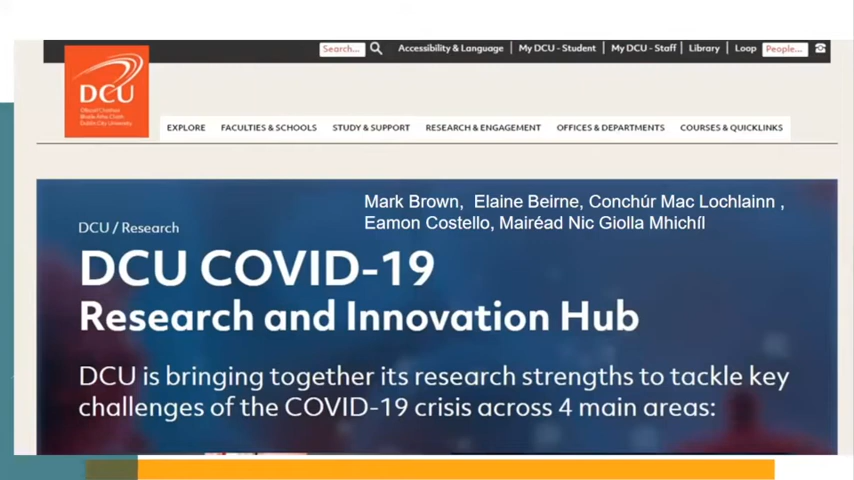 Search...
Accessibility & Language | My DCU - Student | My DCU - Staff | Library | Loop
People...
DCU
Dublin City University
EXPLORE FACULTIES & SCHOOLS STUDY & SUPPORT RESEARCH & ENGAGEMENT OFFICES & DEPARTMENTS COURSES & QUICKLINKS
Mark Brown, Elaine Beirne, Conchúr Mac Lochlainn ,
Eamon Costello, Mairéad Nic Giolla Mhichíl
DCU / Research
DCU COVID-19
Research and Innovation Hub
DCU is bringing together its research strengths to tackle key
challenges of the COVID-19 crisis across 4 main areas: